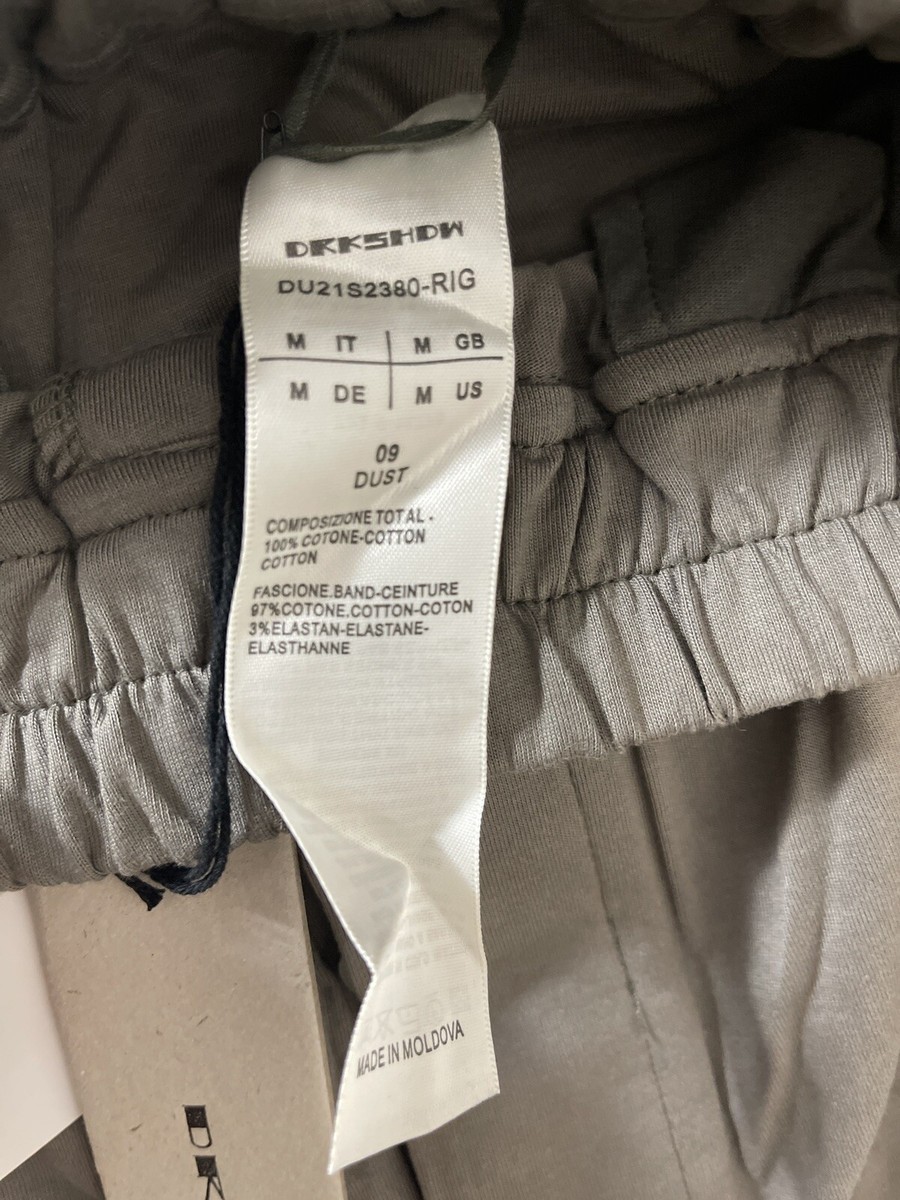 DRKSHDW
DU21S2380-RIG
M IT M GB
M DE M US
09
DUST
COMPOSIZIONE TOTAL -
100% COTONE-COTTON
COTTON
FASCIONE.BAND-CEINTURE
97%COTONE.COTTON-COTON
3%ELASTAN-ELASTANE-
ELASTHANNE
MADE IN MOLDOVA
D
R